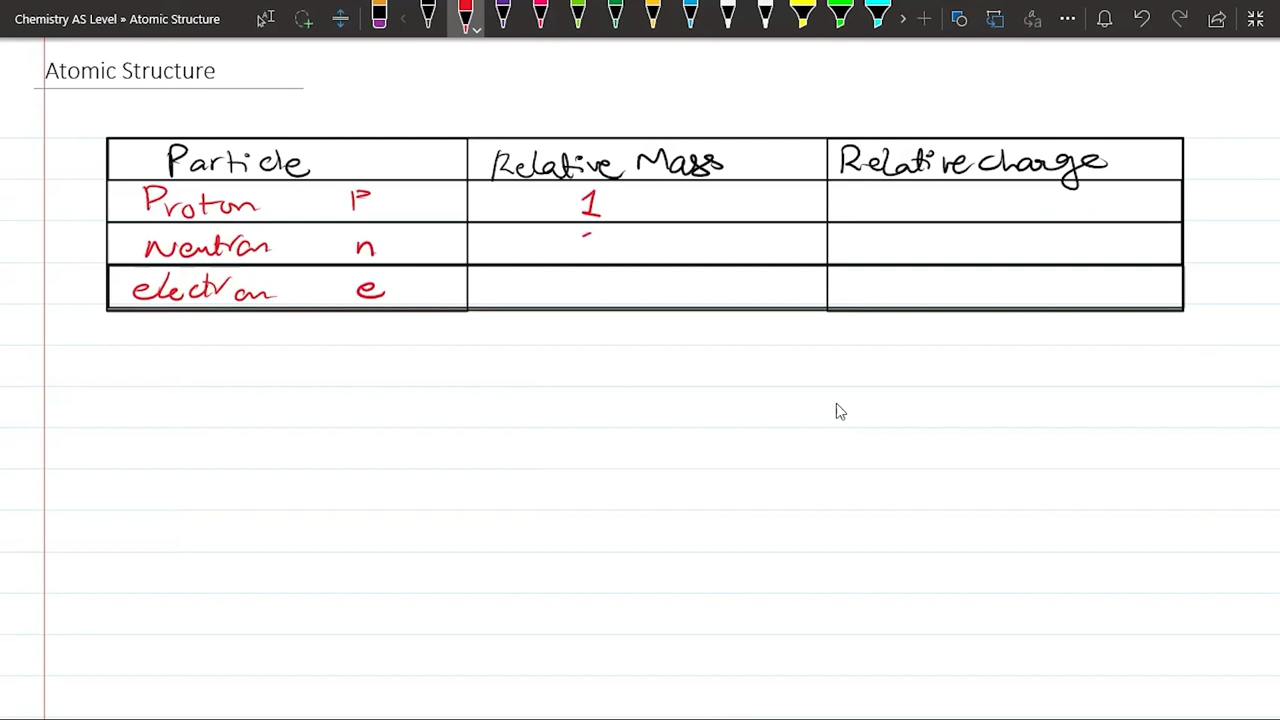 Chemistry AS Level » Atomic Structure
Atomic Structure
Particle Relative Mass Relative charge
Proton P 1
Neutron n
electron e